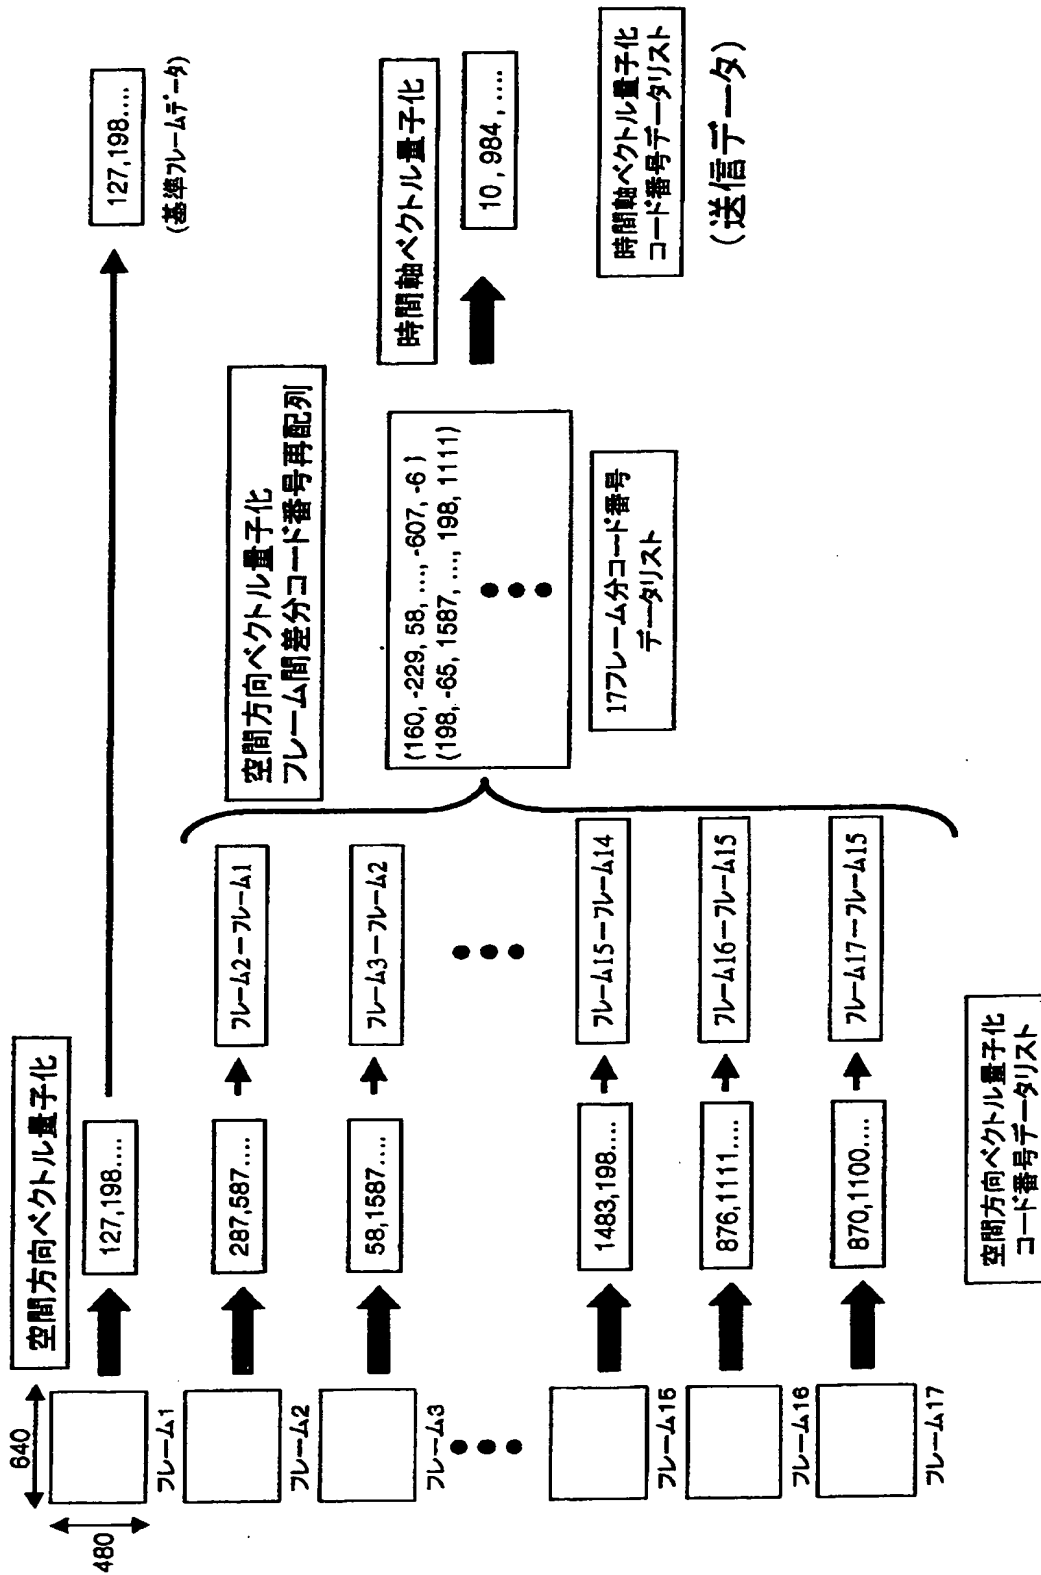 640
480
フレーム1
フレーム2
フレーム3
フレーム15
フレーム16
フレーム17
空間方向ベクトル量子化
127,198....
287,587....
58,1587....
1483,198....
876,1111....
870,1100....
空間方向ベクトル量子化
コード番号データリスト
フレーム2ーフレーム1
フレーム3ーフレーム2
フレーム15ーフレーム14
フレーム16ーフレーム15
フレーム17ーフレーム15
空間方向ベクトル量子化
フレーム間差分コード番号再配列
(160, -229, 58, ..., -607, -6 )
(198, -65, 1587, ..., 198, 1111)
17フレーム分コード番号
データリスト
127,198....
(基準フレームデータ)
時間軸ベクトル量子化
10 , 984, ....
時間軸ベクトル量子化
コード番号データリスト
(送信データ)